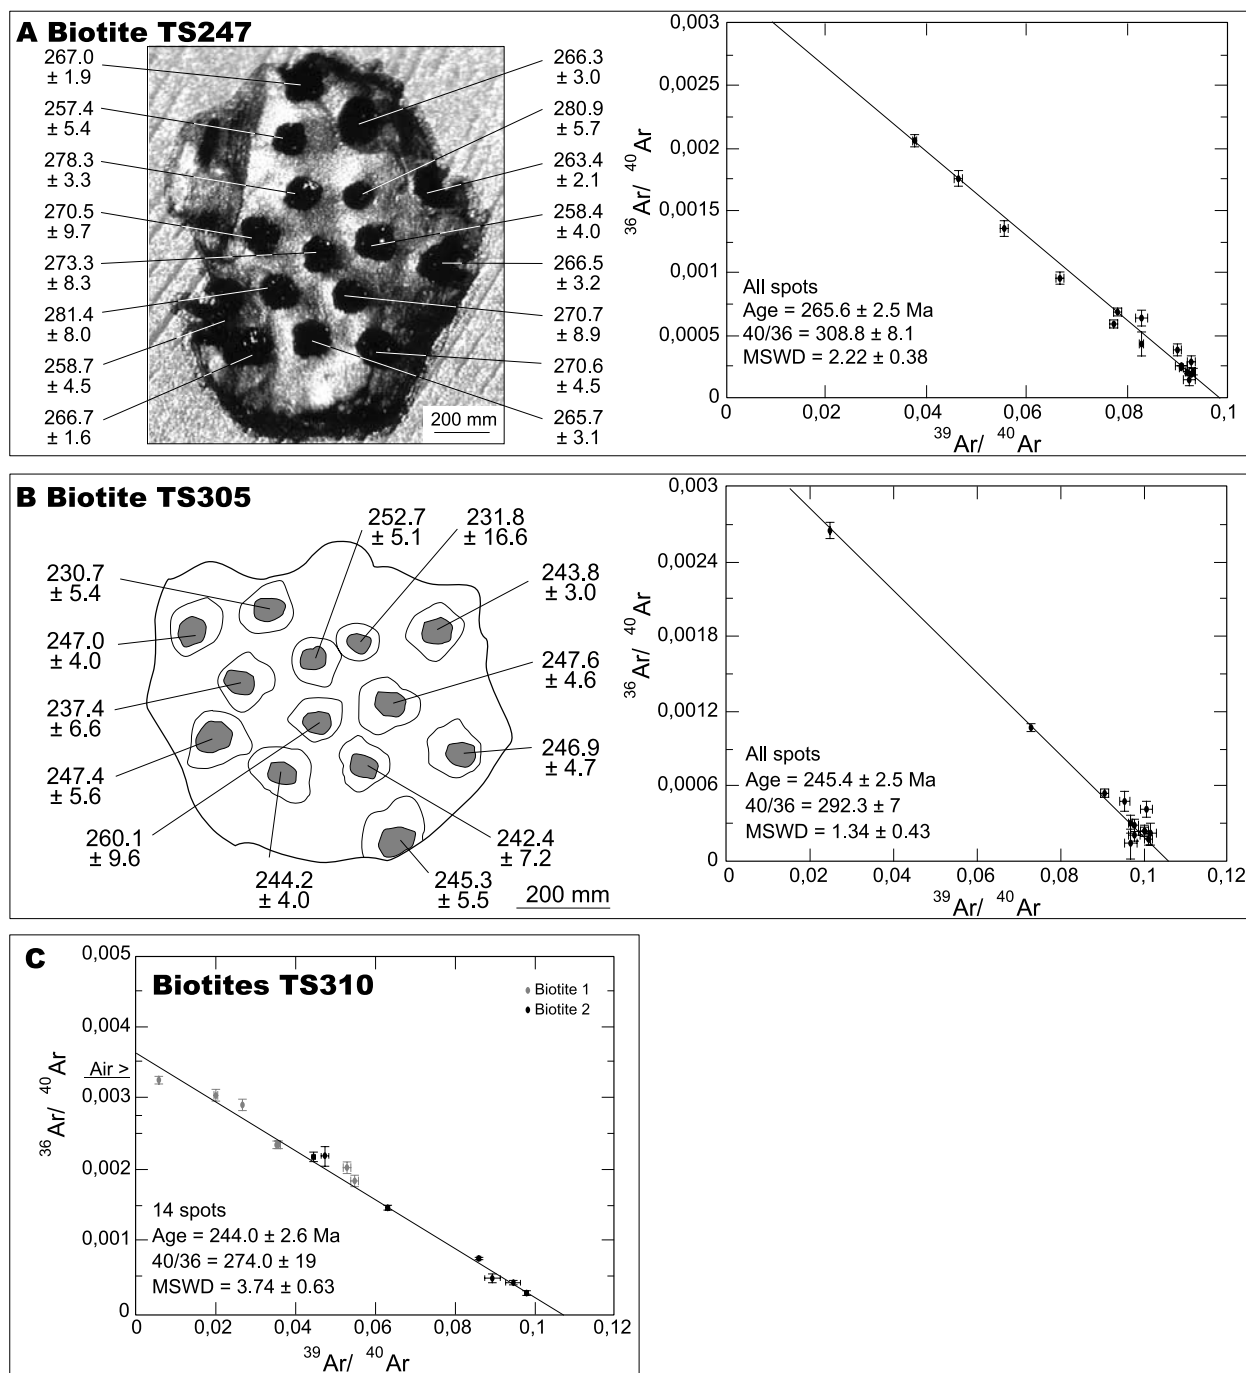 A Biotite TS247
267.0
± 1.9
257.4
± 5.4
278.3
± 3.3
270.5
± 9.7
273.3
± 8.3
281.4
± 8.0
258.7
± 4.5
266.7
± 1.6
266.3
± 3.0
280.9
± 5.7
263.4
± 2.1
258.4
± 4.0
266.5
± 3.2
270.7
± 8.9
270.6
± 4.5
265.7
± 3.1
200 mm
0,003
0,002
0,0015
0,001
0,0005
0
36Ar/ 40Ar
All spots
Age = 265.6 ± 2.5 Ma
40/36 = 308.8 ± 8.1
MSWD = 2.22 ± 0.38
0 0,02 0,04 0,06 0,08 0,1
39Ar/ 40Ar
B Biotite TS305
252.7
± 5.1
231.8
± 16.6
230.7
± 5.4
243.8
± 3.0
247.0
± 4.0
247.6
± 4.6
237.4
± 6.6
246.9
± 4.7
247.4
± 5.6
260.1
± 9.6
242.4
± 7.2
244.2
± 4.0
245.3
± 5.5
200 mm
0,003
0,0024
0,0018
0,0012
0,0006
0
36Ar/ 40Ar
All spots
Age = 245.4 ± 2.5 Ma
40/36 = 292.3 ± 7
MSWD = 1.34 ± 0.43
0 0,02 0,04 0,06 0,08 0,1 0,12
39Ar/ 40Ar
C
Biotites TS310
Biotite 1
Biotite 2
0,005
0,004
Air >
0,003
0,002
0,001
0
36Ar/ 40Ar
14 spots
Age = 244.0 ± 2.6 Ma
40/36 = 274.0 ± 19
MSWD = 3.74 ± 0.63
0 0,02 0,04 0,06 0,08 0,1 0,12
39Ar/ 40Ar